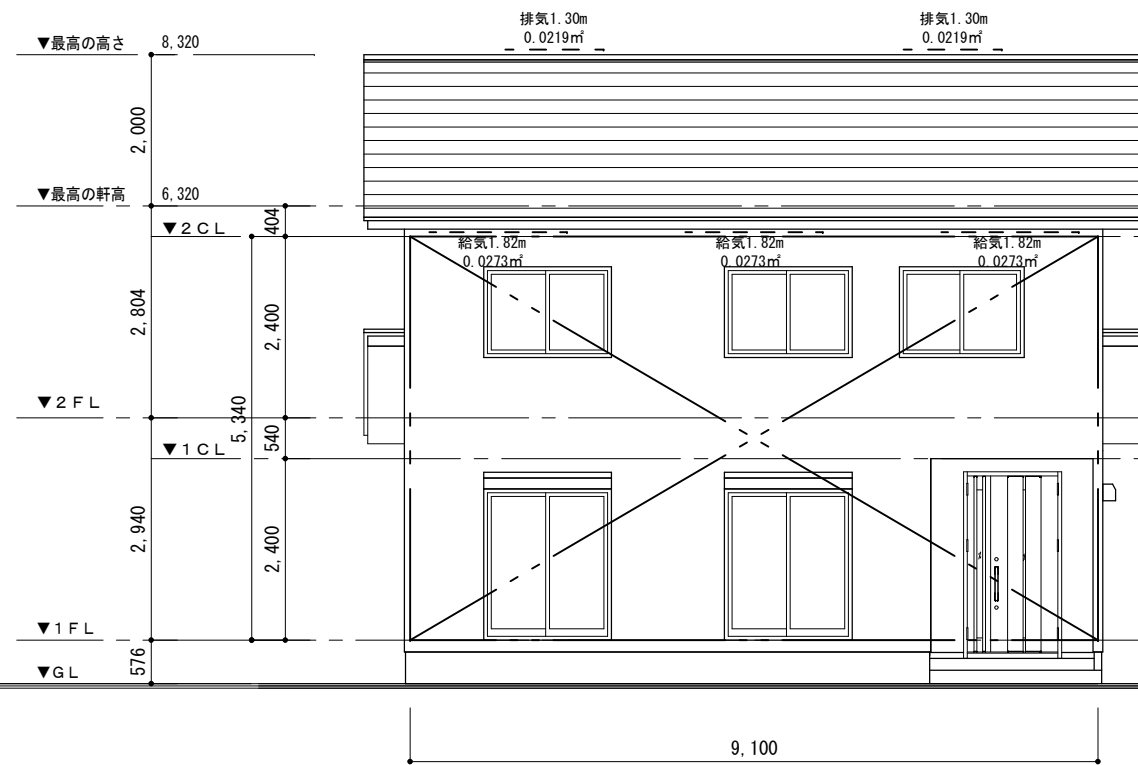 排気1.30m
0.0219㎡
排気1.30m
0.0219㎡
▼最高の高さ 8,320
2,000
▼最高の軒高 6,320
404
▼2CL
給気1.82m
0.0273㎡
給気1.82m
0.0273㎡
給気1.82m
0.0273㎡
2,804
2,400
▼2FL
5,340
540
▼1CL
2,940
2,400
▼1FL
576
▼GL
9,100